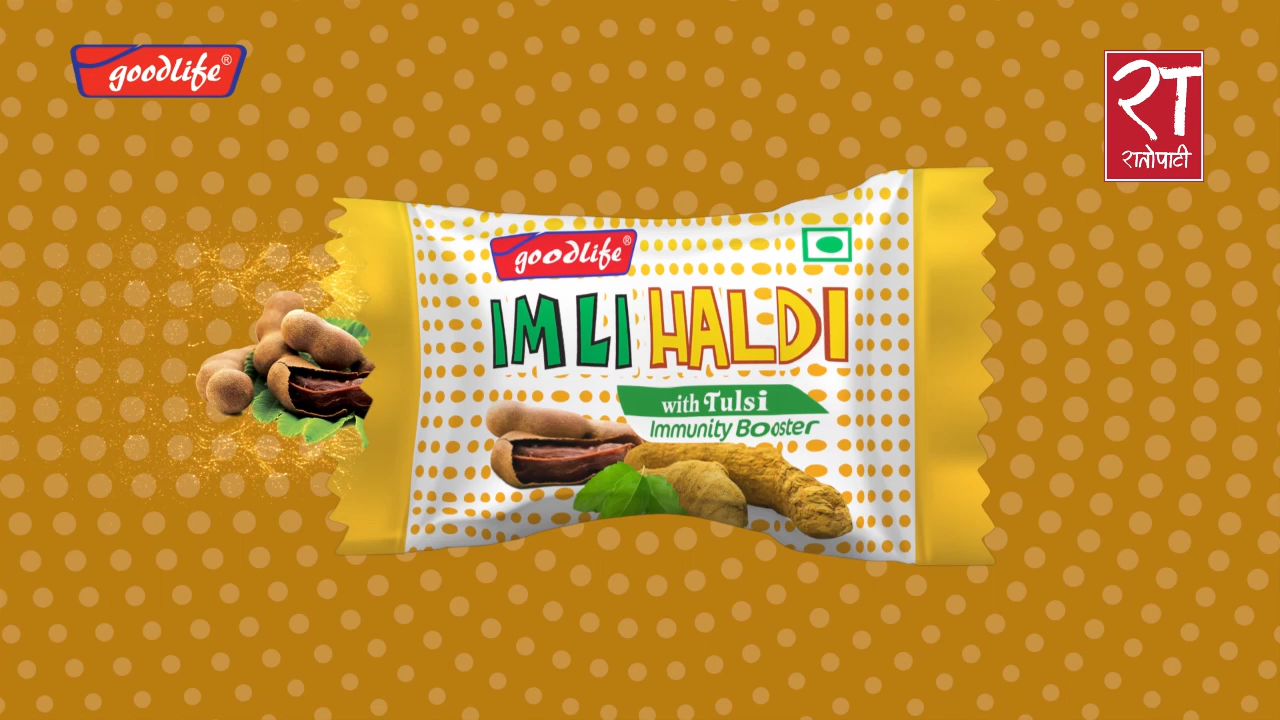 goodlife®
रा
रातोपाटी
goodlife®
IMLI HALDI
with Tulsi
Immunity Booster